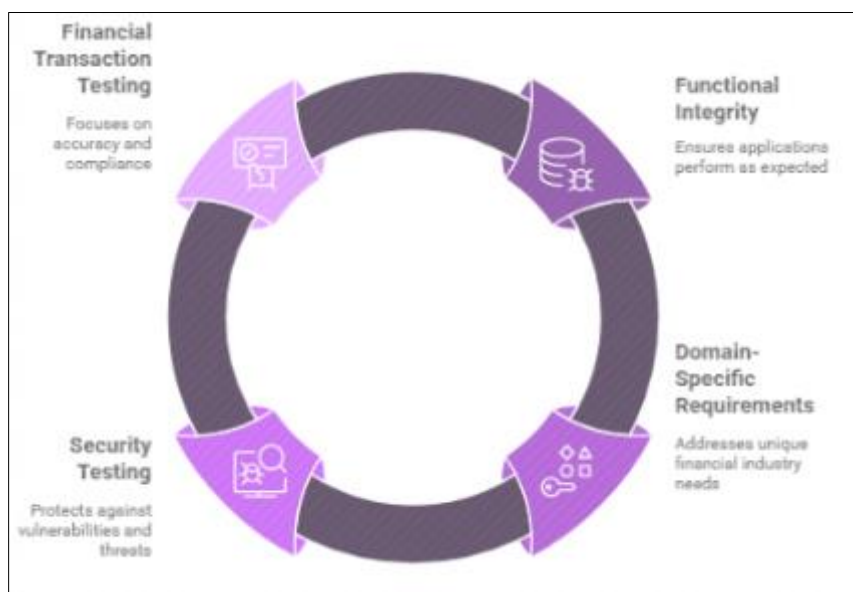 Financial
Transaction
Testing
Focuses on
accuracy and
compliance
Functional
Integrity
Ensures applications
perform as expected
Domain-
Specific
Requirements
Addresses unique
financial industry
needs
Security
Testing
Protects against
vulnerabilities and
threats